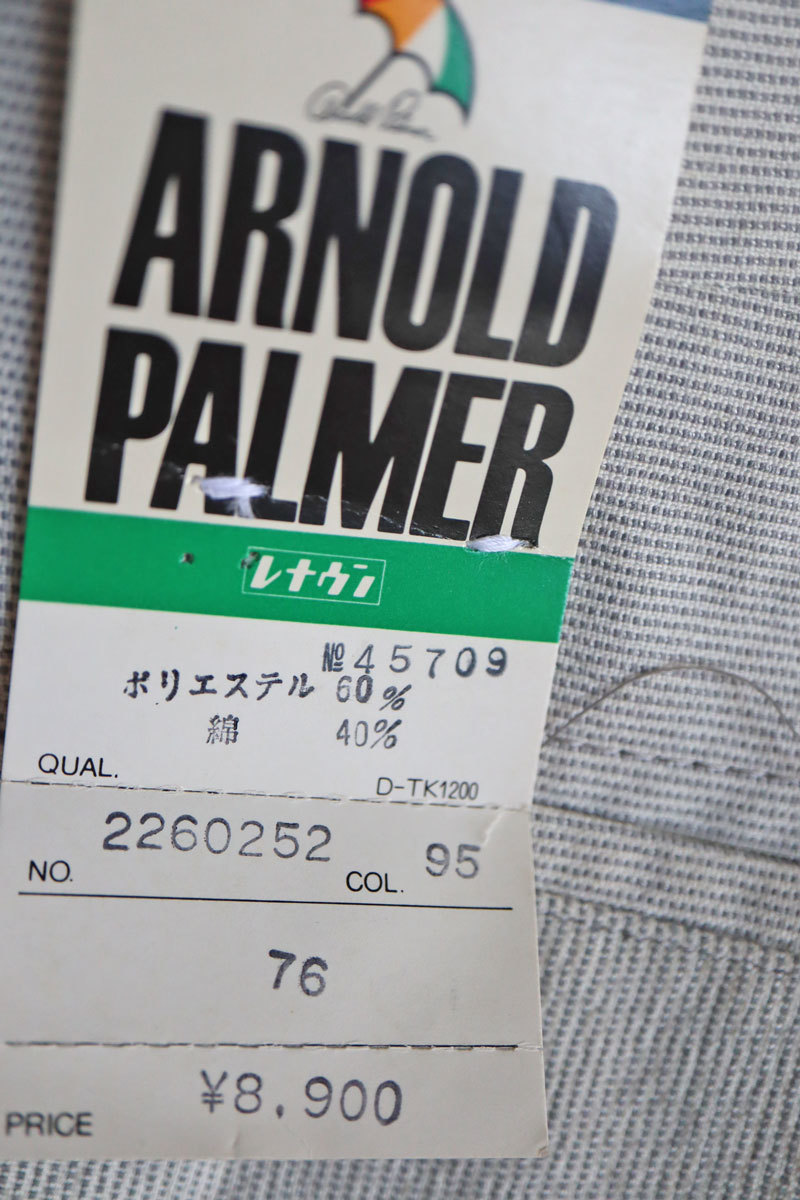 ARNOLD
PALMER
レナウン
№45709
ポリエステル 60%
綿 40%
QUAL.
D-TK1200
NO. 2260252 COL. 95
76
PRICE ¥8,900